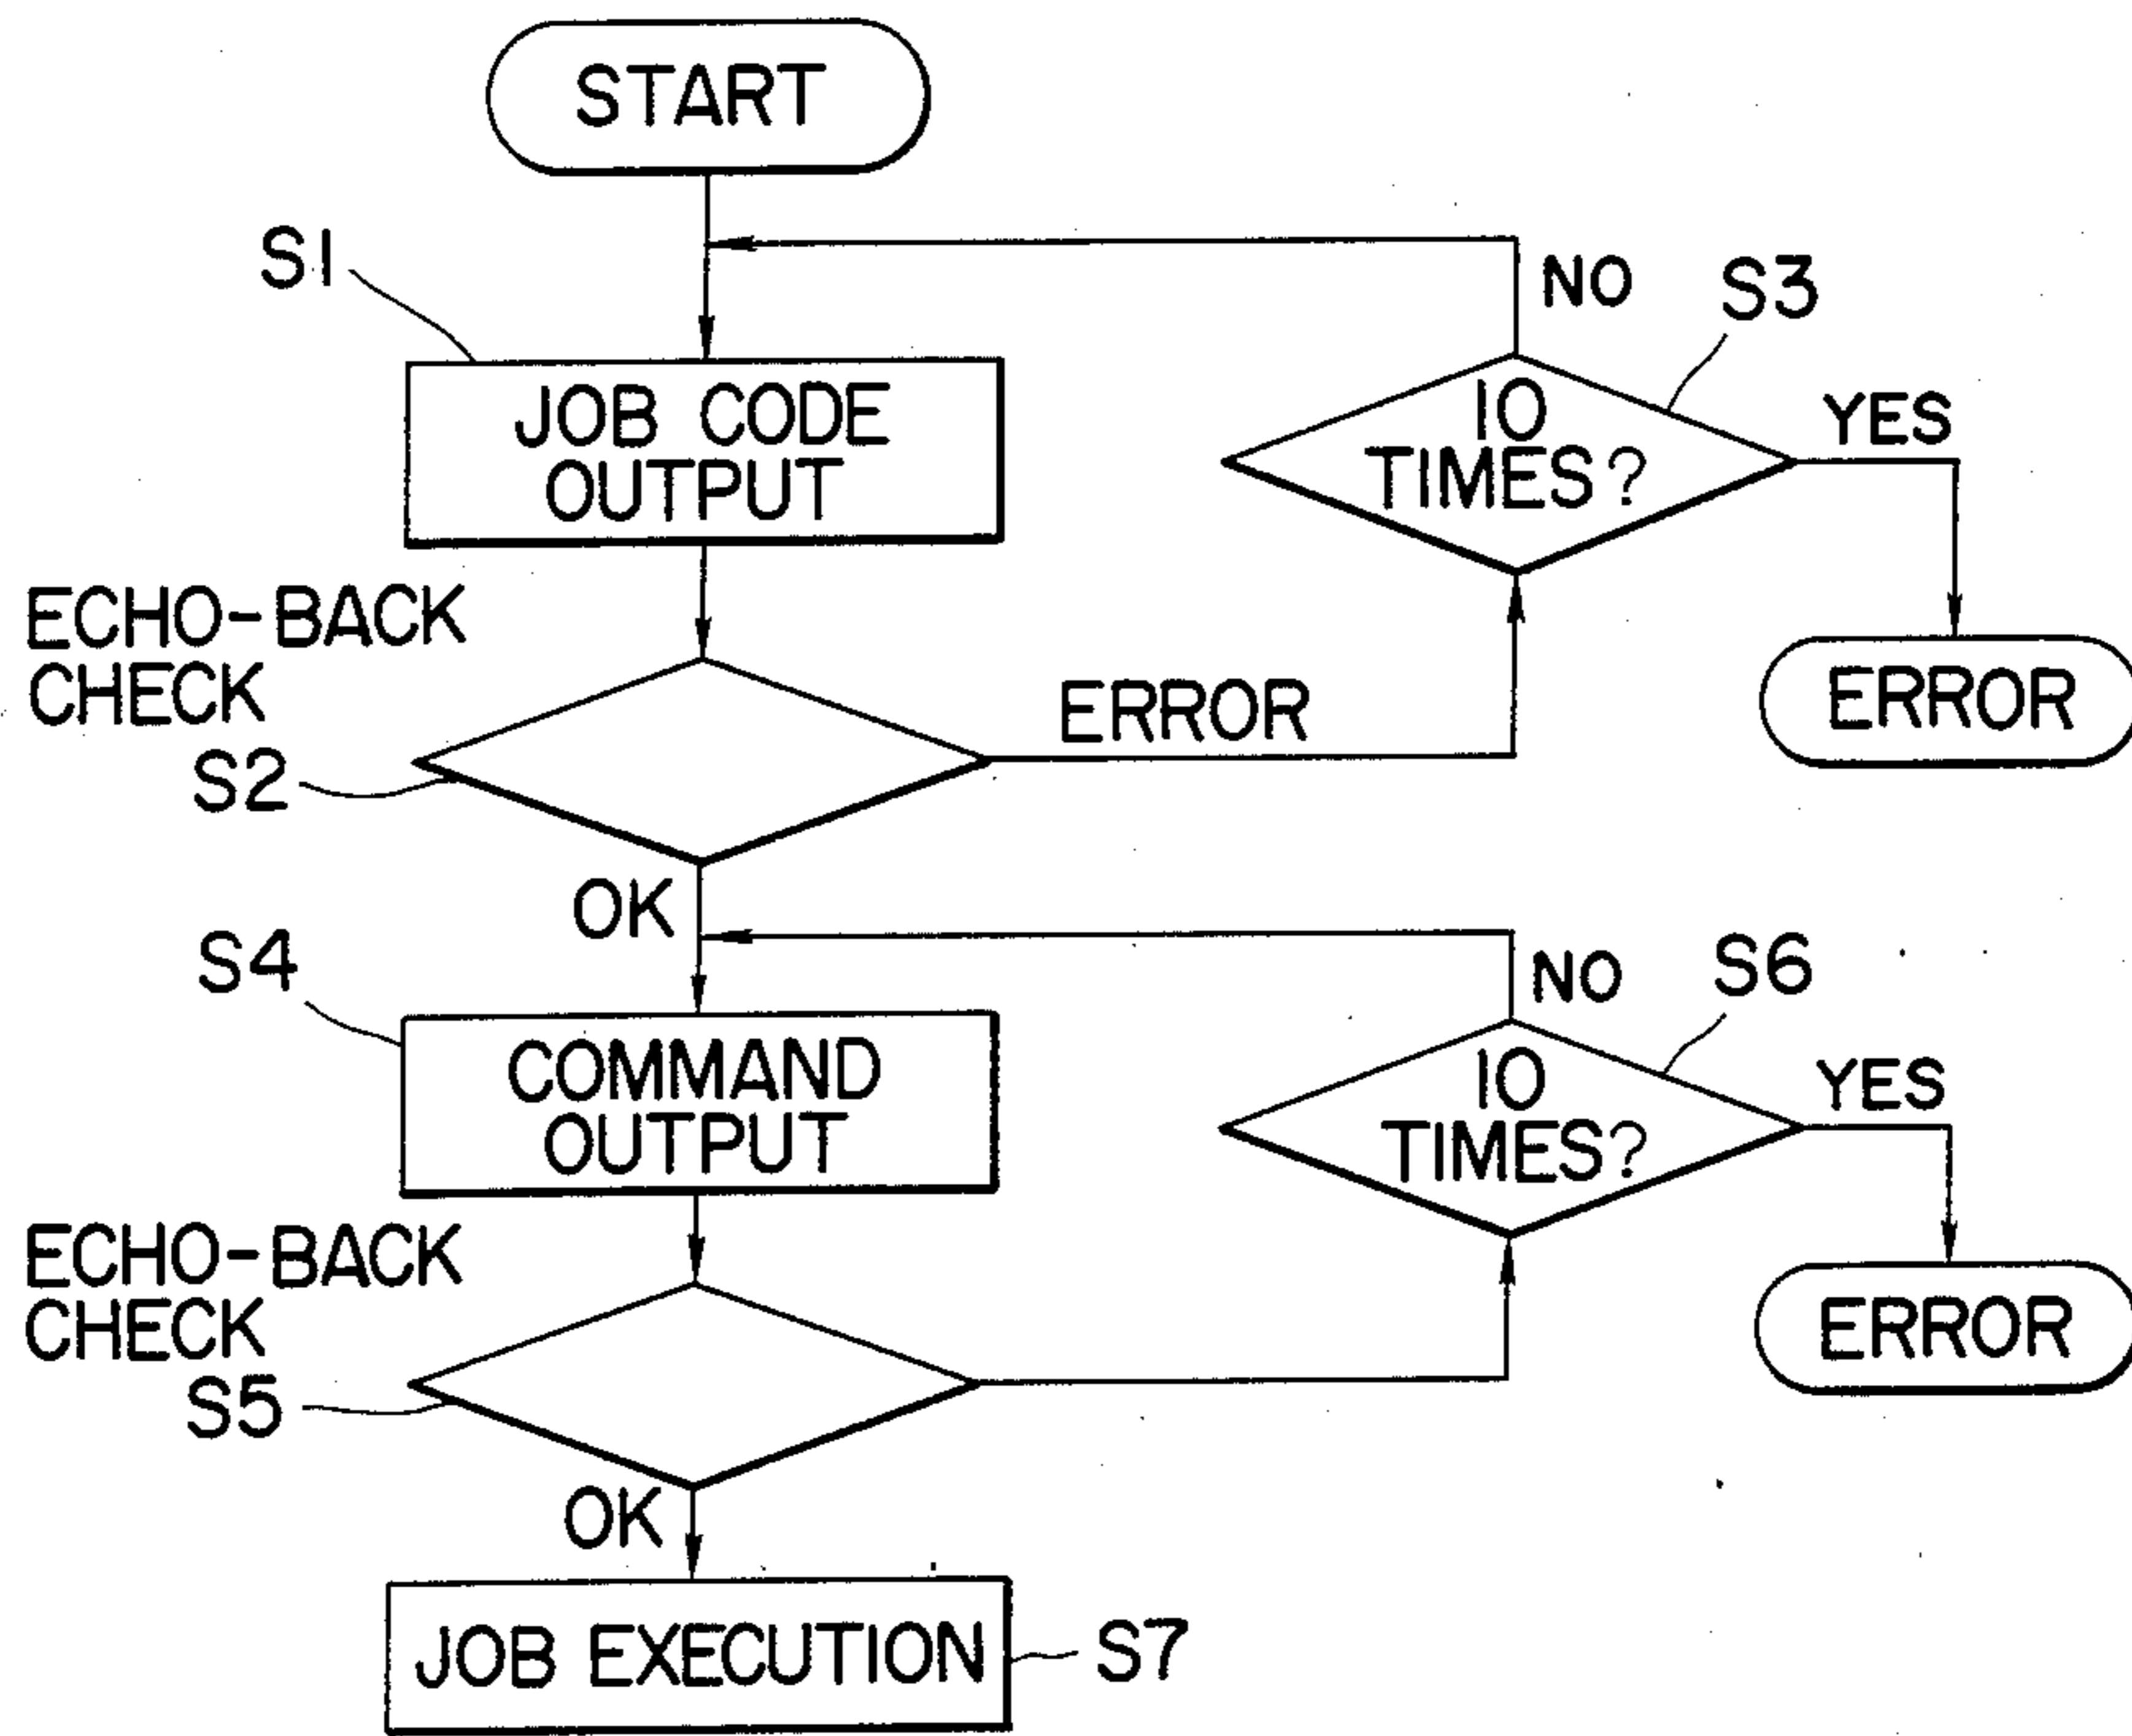 START
S1
NO
S3
JOB CODE
OUTPUT
10
TIMES?
YES
ECHO-BACK
CHECK
S2
ERROR
ERROR
OK
S4
NO
S6
COMMAND
OUTPUT
10
TIMES?
YES
ECHO-BACK
CHECK
S5
ERROR
OK
JOB EXECUTION
S7